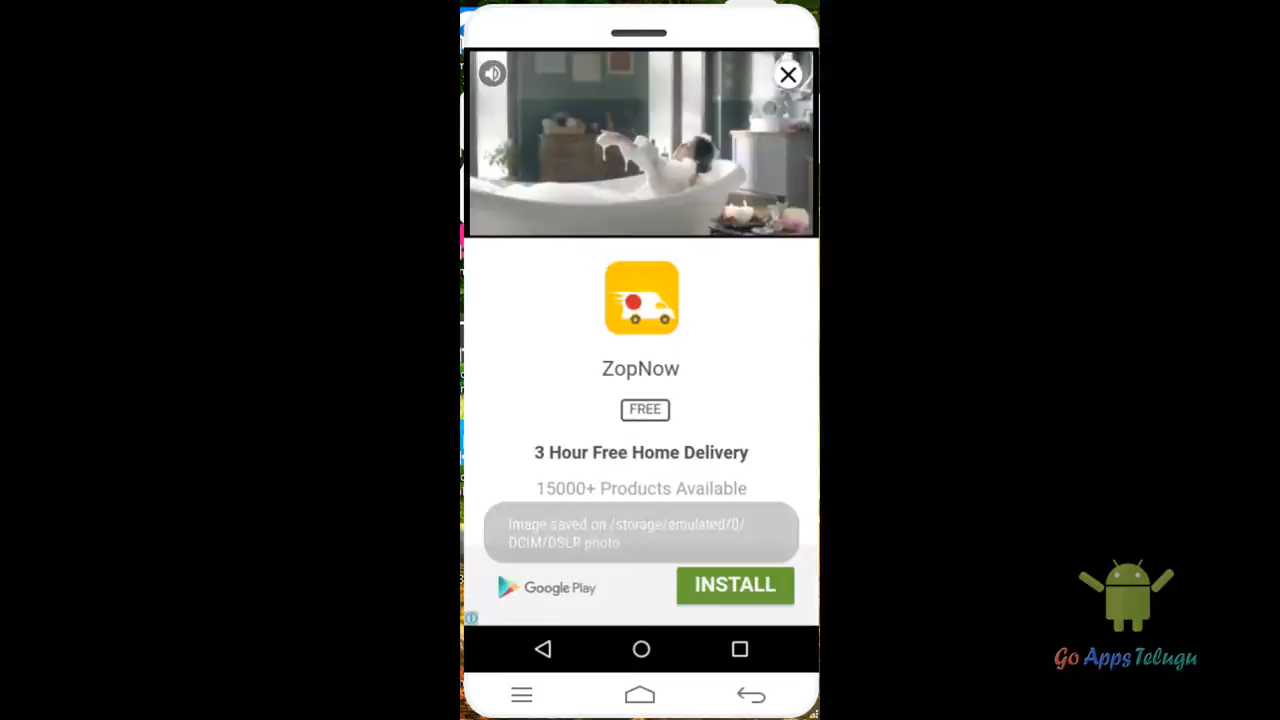 ZopNow
FREE
3 Hour Free Home Delivery
15000+ Products Available
Image saved on /storage/emulated/0/
DCIM/DSLR photo
Google Play
INSTALL
Go Apps Telugu